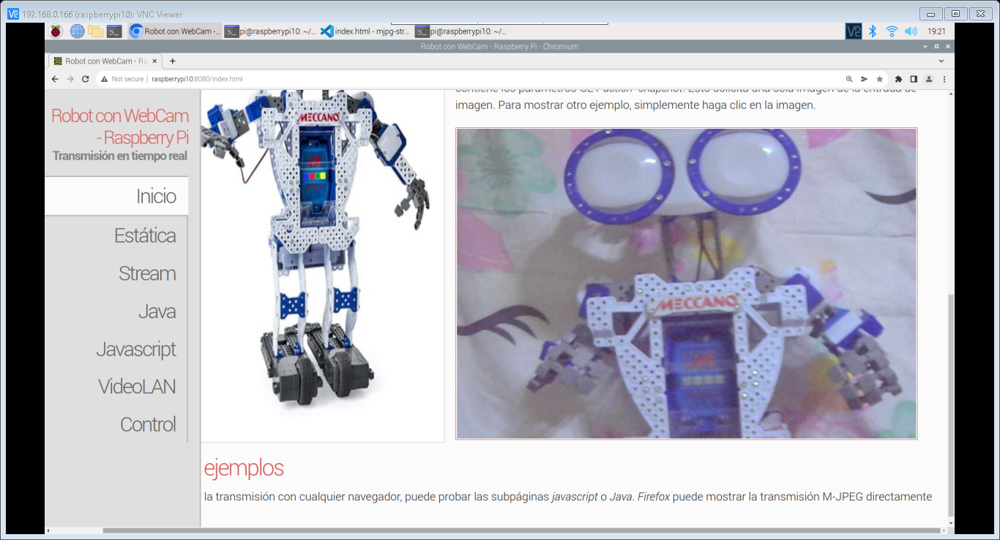 192.168.0.166 (raspberrypi10): VNC Viewer
Robot con WebCam -...
pi@raspberrypi10: ~/...
index.html - mjpg-str...
pi@raspberrypi10: ~/...
19:21
Robot con WebCam - Raspberry Pi - Chromium
Robot con WebCam - Ra
Not secure | raspberrypi10:8080/index.html
Robot con WebCam
- Raspberry Pi
Transmisión en tiempo real
Inicio
Estática
Stream
Java
Javascript
VideoLAN
Control
MECCANO
contiene los parámetros GET action=snapshot. Esto solicita una sola imagen de la entrada de
imagen. Para mostrar otro ejemplo, simplemente haga clic en la imagen.
MECCANO
ejemplos
la transmisión con cualquier navegador, puede probar las subpáginas javascript o Java. Firefox puede mostrar la transmisión M-JPEG directamente